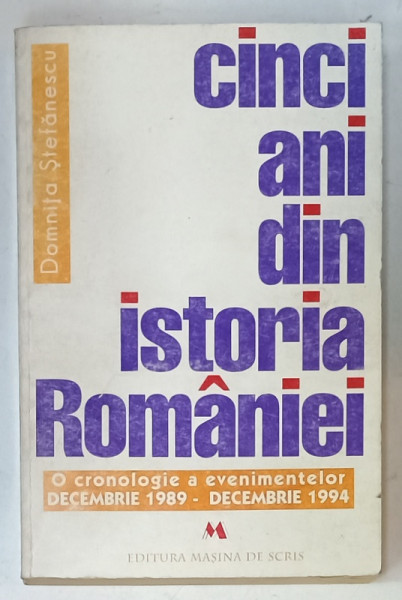 Domnița Ștefănescu
cinci
ani
din
istoria
României
O cronologie a evenimentelor
DECEMBRIE 1989 - DECEMBRIE 1994
M
EDITURA MAȘINA DE SCRIS